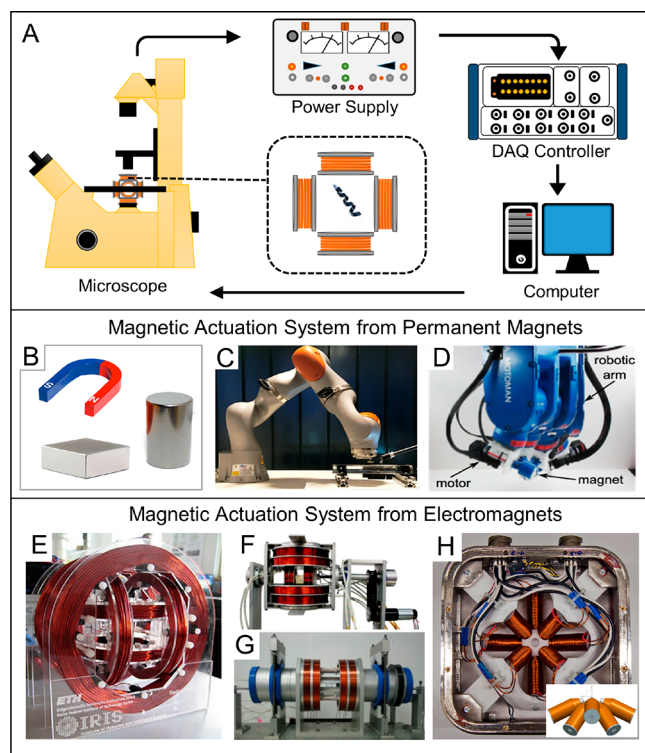 A
Power Supply
DAQ Controller
Microscope
Computer
Magnetic Actuation System from Permanent Magnets
B
S
N
C
D
A MOTOMAN
robotic
arm
motor
magnet
Magnetic Actuation System from Electromagnets
E
ETH
IRIS
F
G
H